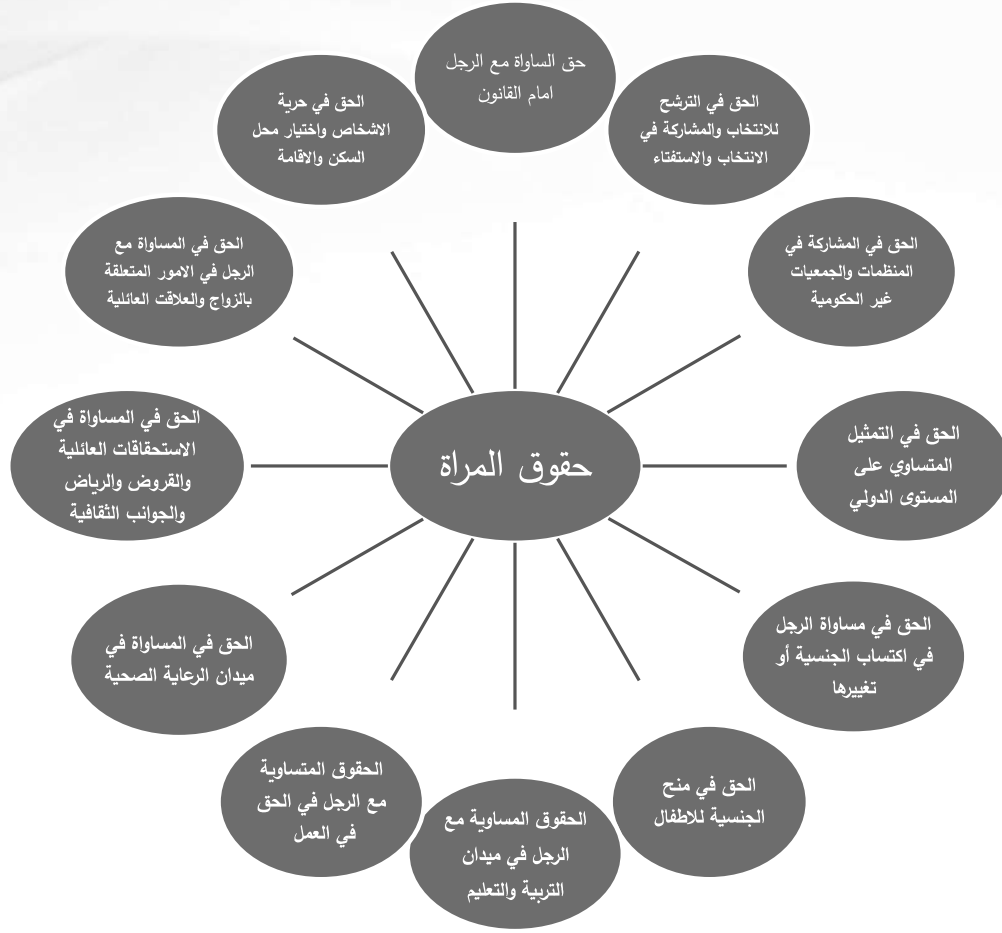 حق الساواة مع الرجل
امام القانون
الحق في الترشح
للانتخاب والمشاركة في
الانتخاب والاستفتاء
الحق في المشاركة في
المنظمات والجمعيات
غير الحكومية
الحق في التمثيل
المتساوي على
المستوى الدولي
الحق في مساواة الرجل
في اكتساب الجنسية أو
تغييرها
الحق في منح
الجنسية للاطفال
الحقوق المساوية مع
الرجل في ميدان
التربية والتعليم
الحقوق المتساوية
مع الرجل في الحق
في العمل
الحق في المساواة في
ميدان الرعاية الصحية
الحق في المساواة في
الاستحقاقات العائلية
والقروض والرياض
والجوانب الثقافية
الحق في المساواة مع
الرجل في الامور المتعلقة
بالزواج والعلاقت العائلية
الحق في حرية
الاشخاص واختيار محل
السكن والاقامة
حقوق المراة